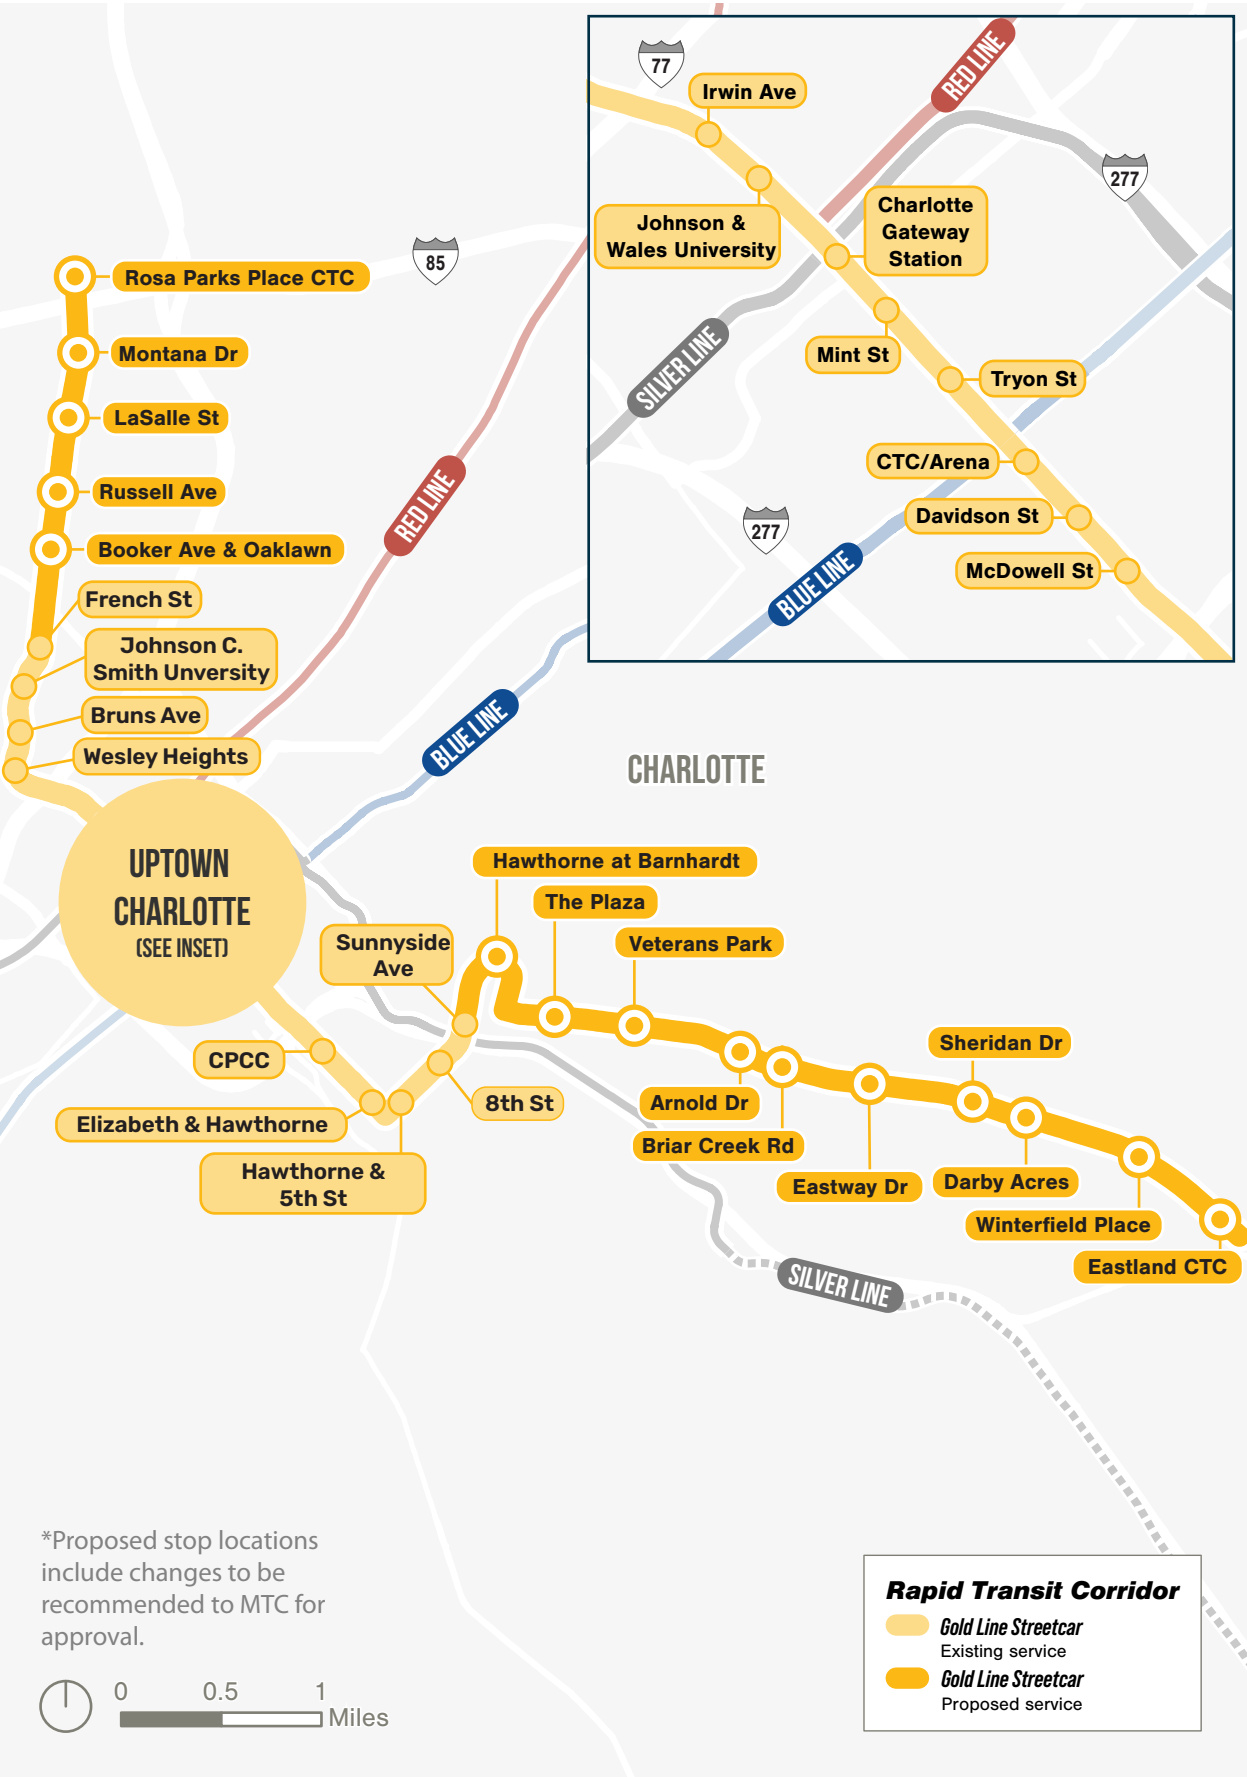 77
Irwin Ave
RED LINE
277
Johnson &
Wales University
Charlotte
Gateway
Station
85
Rosa Parks Place CTC
Montana Dr
LaSalle St
Russell Ave
Booker Ave & Oaklawn
French St
Johnson C.
Smith Unversity
Bruns Ave
Wesley Heights
SILVER LINE
Mint St
Tryon St
CTC/Arena
Davidson St
277
McDowell St
BLUE LINE
RED LINE
BLUE LINE
CHARLOTTE
UPTOWN
CHARLOTTE
(SEE INSET)
Hawthorne at Barnhardt
The Plaza
Veterans Park
Sunnyside
Ave
CPCC
Elizabeth & Hawthorne
Hawthorne &
5th St
8th St
Arnold Dr
Briar Creek Rd
Eastway Dr
Sheridan Dr
Darby Acres
Winterfield Place
Eastland CTC
SILVER LINE
*Proposed stop locations
include changes to be
recommended to MTC for
approval.
0 0.5 1
Miles
Rapid Transit Corridor
Gold Line Streetcar
Existing service
Gold Line Streetcar
Proposed service